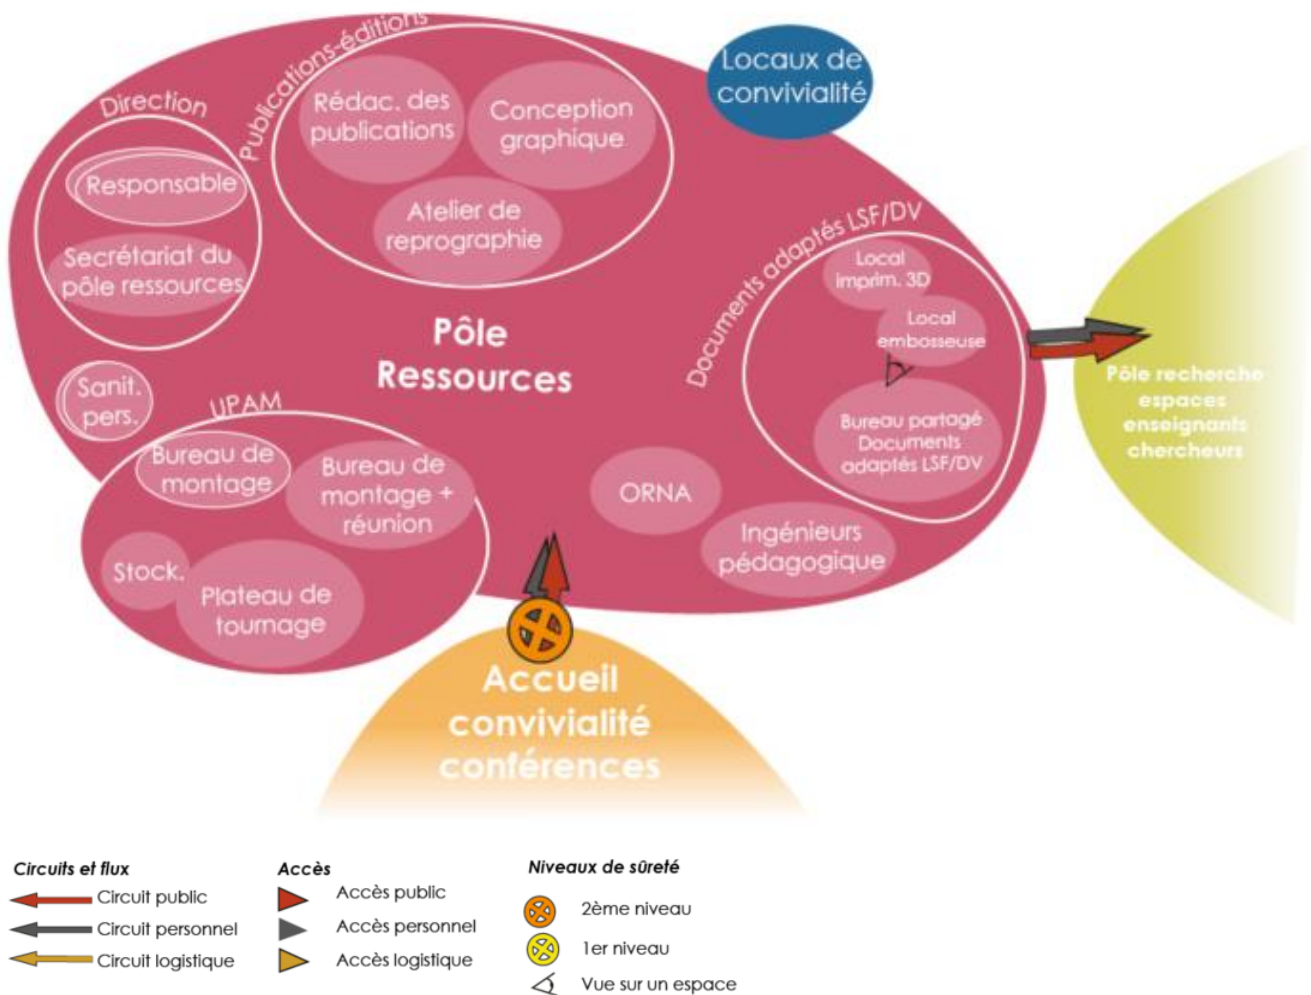 Publications-éditions
Locaux de
convivialité
Rédac. des
publications
Conception
graphique
Direction
Responsable
Atelier de
reprographie
Secrétariat du
pôle ressources
Documents adaptés LSF/DV
Local
imprim. 3D
Local
embosseuse
Pôle
Ressources
Pôle recherche
espaces
enseignants
chercheurs
Sanit.
pers.
UPAM
Bureau partagé
Documents
adaptés LSF/DV
Bureau de
montage
Bureau de
montage +
réunion
ORNA
Ingénieurs
pédagogique
Stock.
Plateau de
tournage
Accueil
convivialité
conférences
Circuits et flux
Circuit public
Circuit personnel
Circuit logistique
Accès
Accès public
Accès personnel
Accès logistique
Niveaux de sûreté
2ème niveau
1er niveau
Vue sur un espace